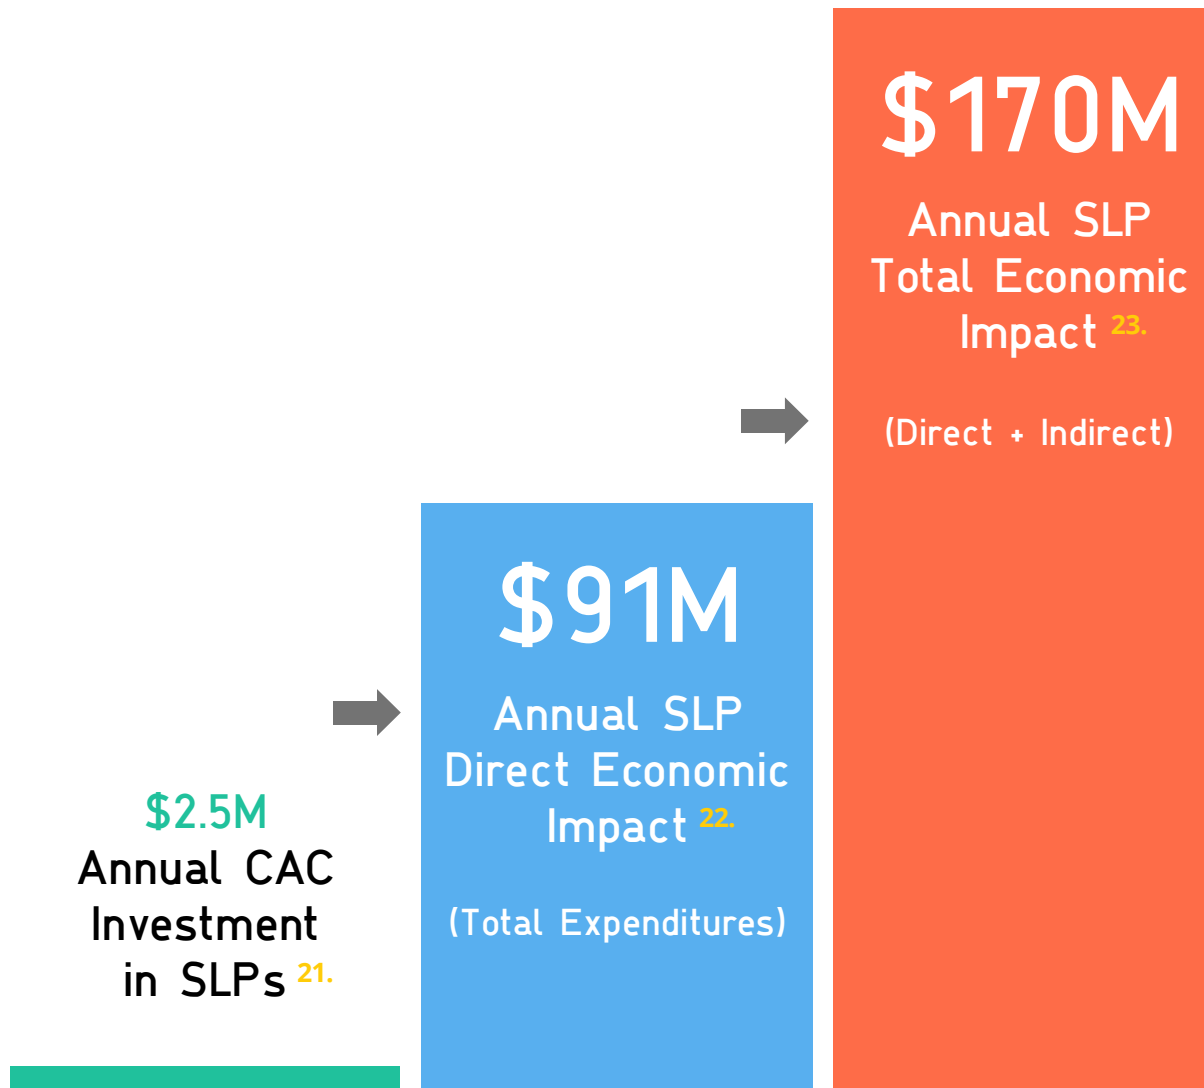 $2.5M
Annual CAC
Investment
in SLPs 21.
$91M
Annual SLP
Direct Economic
Impact 22.
(Total Expenditures)
$170M
Annual SLP
Total Economic
Impact 23.
(Direct + Indirect)